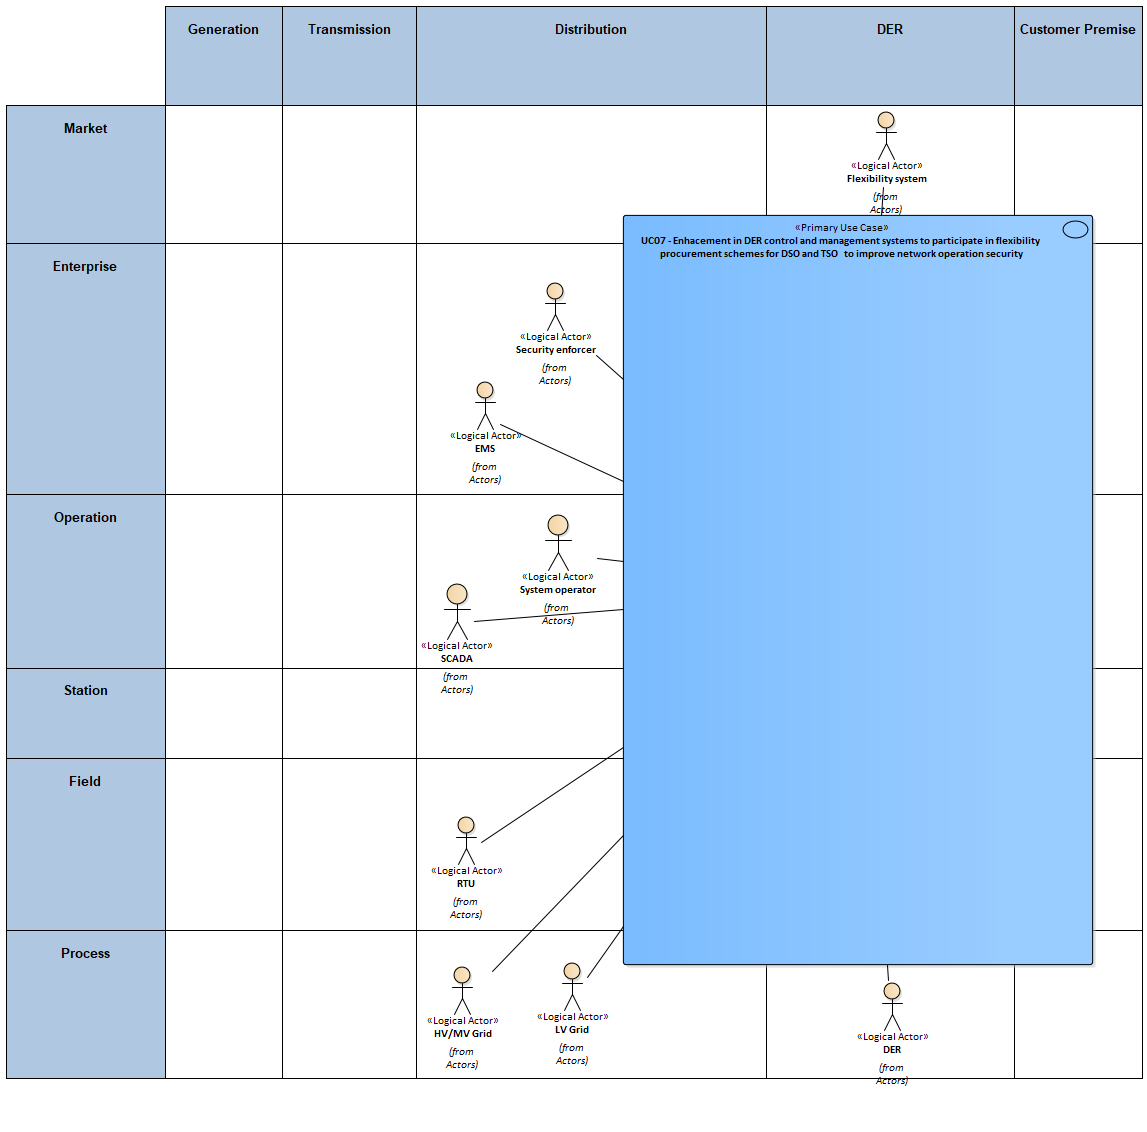 Generation
Transmission
Distribution
DER
Customer Premise
Market
«Logical Actor»
Flexibility system
(from
Actors)
«Primary Use Case»
UC07 - Enhacement in DER control and management systems to participate in flexibility
procurement schemes for DSO and TSO to improve network operation security
Enterprise
«Logical Actor»
Security enforcer
(from
Actors)
«Logical Actor»
EMS
(from
Actors)
Operation
«Logical Actor»
System operator
(from
Actors)
«Logical Actor»
SCADA
(from
Actors)
Station
Field
«Logical Actor»
RTU
(from
Actors)
Process
«Logical Actor»
HV/MV Grid
(from
Actors)
«Logical Actor»
LV Grid
(from
Actors)
«Logical Actor»
DER
(from
Actors)